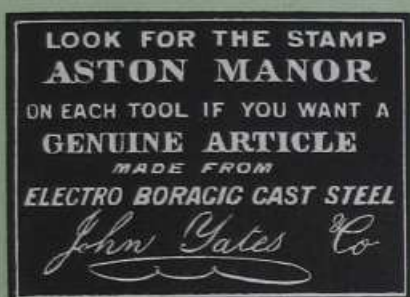 LOOK FOR THE STAMP
ASTON MANOR
ON EACH TOOL IF YOU WANT A
GENUINE ARTICLE
MADE FROM
ELECTRO BORACIC CAST STEEL
John Yates & Co